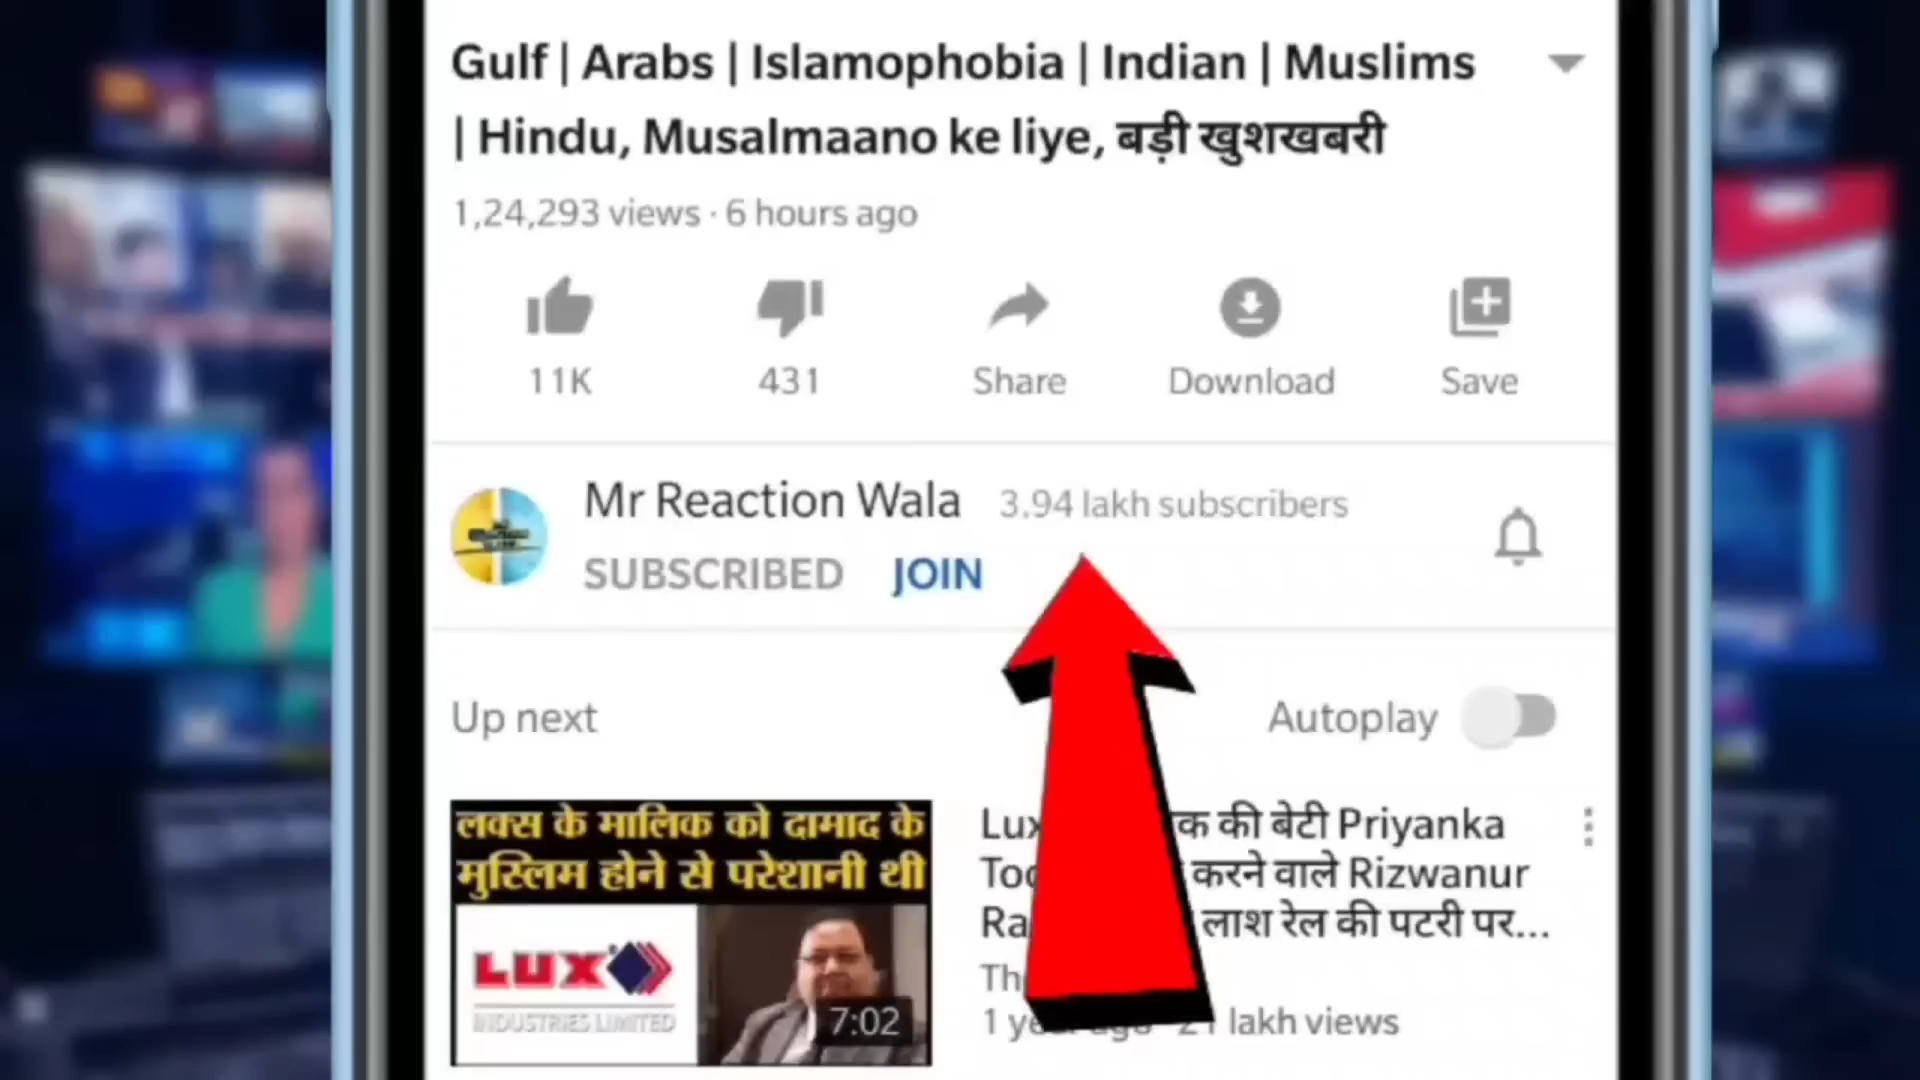 Gulf | Arabs | Islamophobia | Indian | Muslims
| Hindu, Musalmaano ke liye, बड़ी खुशखबरी
1,24,293 views · 6 hours ago
11K 431 Share Download Save
Mr Reaction Wala 3.94 lakh subscribers
SUBSCRIBED JOIN
Up next Autoplay
लक्स के मालिक को दामाद के
मुस्लिम होने से परेशानी थी
LUX
INDUSTRIES LIMITED
7:02
की बेटी Priyanka
करने वाले Rizwanur
लाश रेल की पटरी पर...
21 lakh views